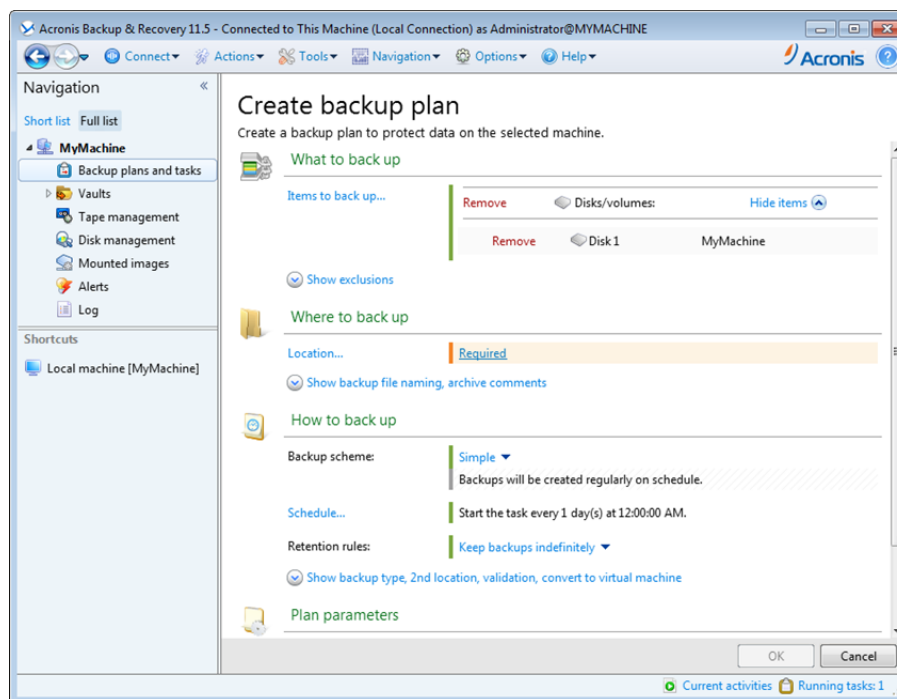 Acronis Backup & Recovery 11.5 - Connected to This Machine (Local Connection) as Administrator@MYMACHINE
Connect Actions Tools Navigation Options Help Acronis ?
Navigation «
Short list Full list
MyMachine
Backup plans and tasks
Vaults
Tape management
Disk management
Mounted images
Alerts
Log
Shortcuts
Local machine [MyMachine]
Create backup plan
Create a backup plan to protect data on the selected machine.
What to back up
Items to back up... Remove Disks/volumes: Hide items
Remove Disk 1 MyMachine
Show exclusions
Where to back up
Location... Required
Show backup file naming, archive comments
How to back up
Backup scheme: Simple
Backups will be created regularly on schedule.
Schedule... Start the task every 1 day(s) at 12:00:00 AM.
Retention rules: Keep backups indefinitely
Show backup type, 2nd location, validation, convert to virtual machine
Plan parameters
OK Cancel
Current activities Running tasks: 1